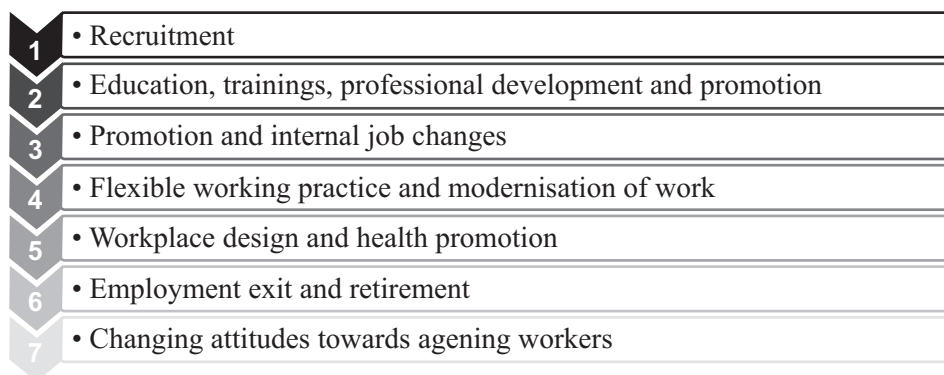 1 • Recruitment
2 • Education, trainings, professional development and promotion
3 • Promotion and internal job changes
4 • Flexible working practice and modernisation of work
5 • Workplace design and health promotion
6 • Employment exit and retirement
7 • Changing attitudes towards agening workers